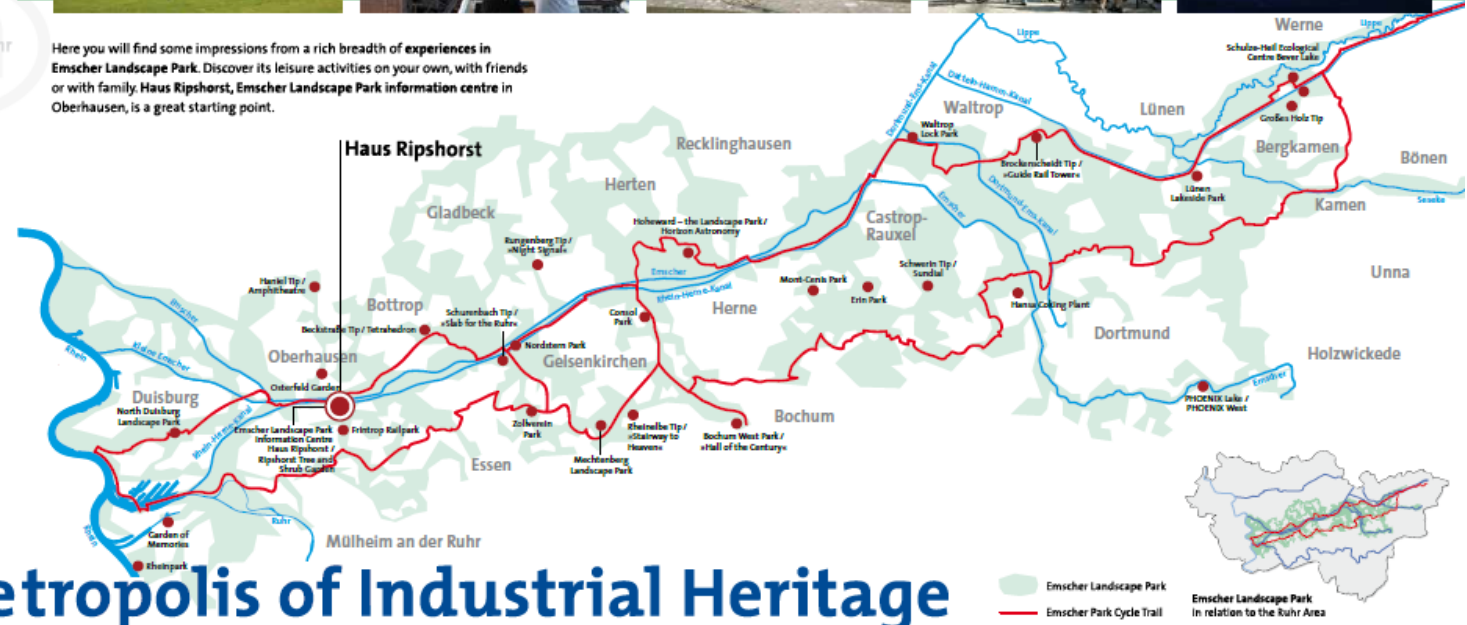 Here you will find some impressions from a rich breadth of experiences in
Emscher Landscape Park. Discover its leisure activities on your own, with friends
or with family. Haus Ripshorst, Emscher Landscape Park information centre in
Oberhausen, is a great starting point.
Haus Ripshorst
Werne
Lippe
Schulze-Heil Ecological
Centre Bever Lake
Lippe
Datteln-Hamm-Kanal
Waltrop
Lünen
Großes Holz Tip
Dortmund-Ems-Kanal
Waltrop
Lock Park
Bergkamen
Bönen
Recklinghausen
Brockenscheidt Tip /
»Guide Rail Tower«
Dortmund-Ems-Kanal
Lünen
Lakeside Park
Kamen
Seseke
Herten
Gladbeck
Emscher
Castrop-
Rauxel
Hoheward – the Landscape Park /
Horizon Astronomy
Rungenberg Tip /
»Night Signal«
Emscher
Rhein-Herne-Kanal
Mont-Cenis Park
Erin Park
Schwerin Tip /
Sundial
Unna
Haniel Tip /
Amphitheatre
Bottrop
Schurenbach Tip /
»Slab for the Ruhr«
Consol
Park
Herne
Hansa Coking Plant
Dortmund
Emscher
Beckstraße Tip / Tetrahedron
Nordstern Park
Gelsenkirchen
Holzwickede
Rhein
Kleine Emscher
Oberhausen
Osterfeld Garden
Emscher
PHOENIX Lake /
PHOENIX West
Duisburg
North Duisburg
Landscape Park
Rhein-Herne-Kanal
Emscher Landscape Park
Information Centre
Haus Ripshorst /
Ripshorst Tree and
Shrub Garden
Frintrop Railpark
Zollverein
Park
Rheinelbe Tip /
»Stairway to
Heaven«
Bochum
Bochum West Park /
»Hall of the Century«
Essen
Mechtenberg
Landscape Park
Ruhr
Rhein
Garden of
Memories
Mülheim an der Ruhr
Rheinpark
etropolis of Industrial Heritage
Emscher Landscape Park
Emscher Park Cycle Trail
Emscher Landscape Park
in relation to the Ruhr Area